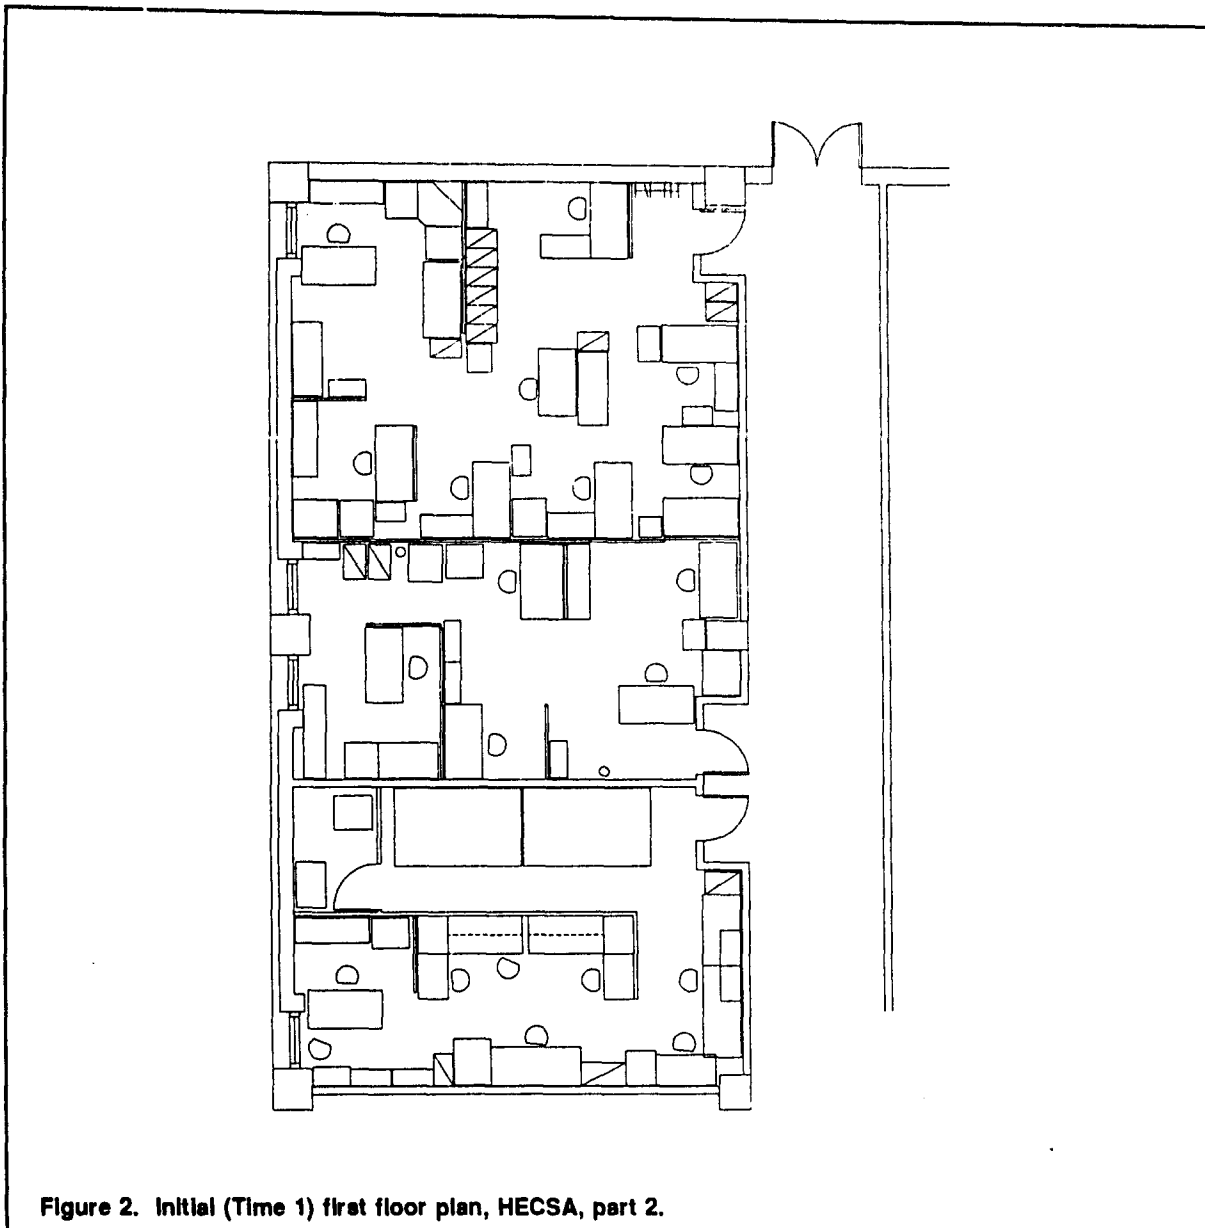 Figure 2. Initial (Time 1) first floor plan, HECSA, part 2.